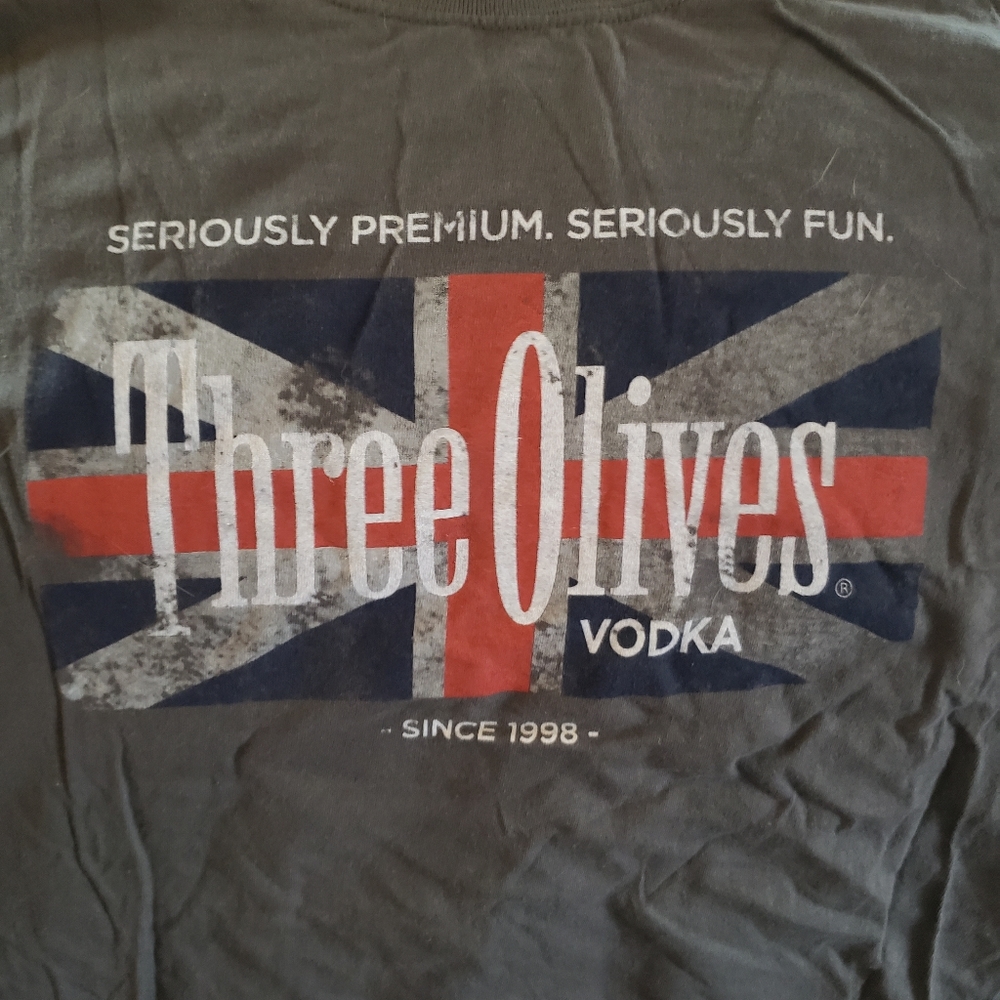 SERIOUSLY PREMIUM. SERIOUSLY FUN.
Three Olives ®
VODKA
- SINCE 1998 -